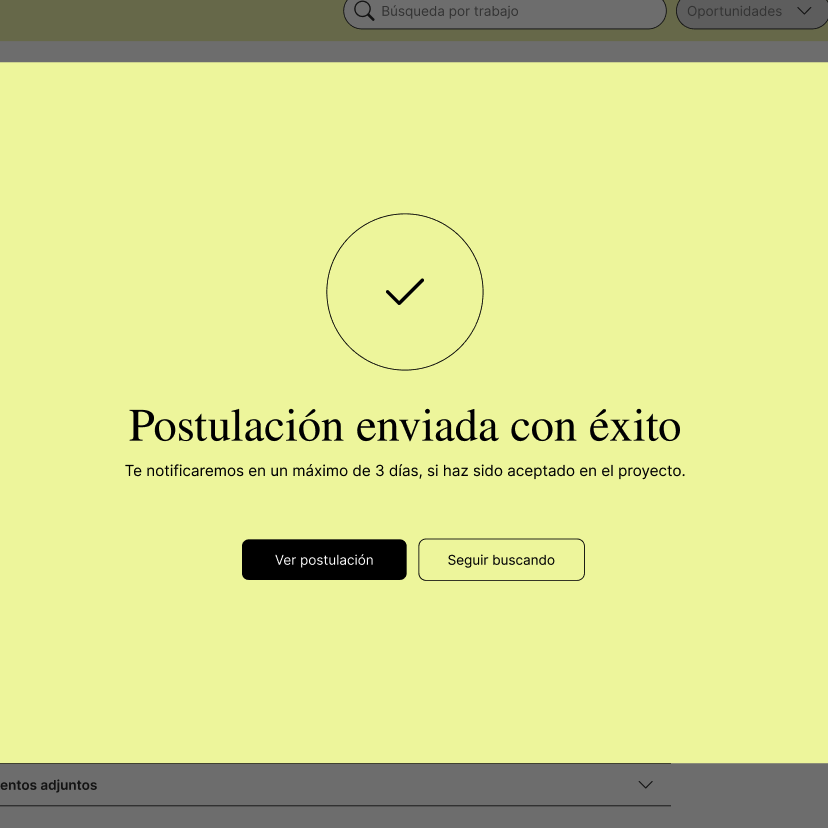 Búsqueda por trabajo
Oportunidades
Postulación enviada con éxito
Te notificaremos en un máximo de 3 días, si haz sido aceptado en el proyecto.
Ver postulación
Seguir buscando
entos adjuntos